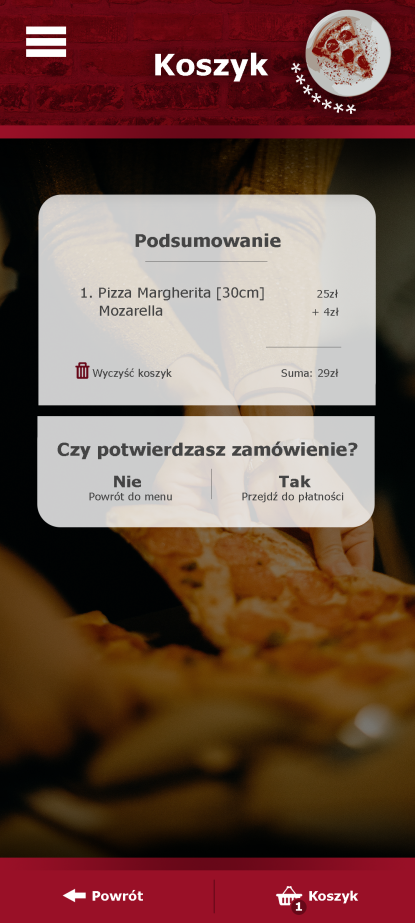 Koszyk
*******
Podsumowanie
1. Pizza Margherita [30cm] 25zł
Mozarella + 4zł
Wyczyść koszyk Suma: 29zł
Czy potwierdzasz zamówienie?
Nie Tak
Powrót do menu Przejdź do płatności
Powrót 1 Koszyk